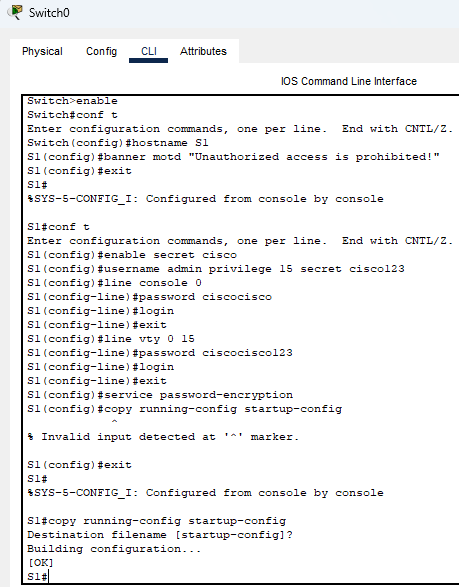 Switch0
Physical Config CLI Attributes
IOS Command Line Interface
Switch>enable
Switch#conf t
Enter configuration commands, one per line.  End with CNTL/Z.
Switch(config)#hostname S1
S1(config)#banner motd "Unauthorized access is prohibited!"
S1(config)#exit
S1#
%SYS-5-CONFIG_I: Configured from console by console
S1#conf t
Enter configuration commands, one per line.  End with CNTL/Z.
S1(config)#enable secret cisco
S1(config)#username admin privilege 15 secret cisco123
S1(config)#line console 0
S1(config-line)#password ciscocisco
S1(config-line)#login
S1(config-line)#exit
S1(config)#line vty 0 15
S1(config-line)#password ciscocisco123
S1(config-line)#login
S1(config-line)#exit
S1(config)#service password-encryption
S1(config)#copy running-config startup-config
^
% Invalid input detected at '^' marker.
S1(config)#exit
S1#
%SYS-5-CONFIG_I: Configured from console by console
S1#copy running-config startup-config
Destination filename [startup-config]?
Building configuration...
[OK]
S1#